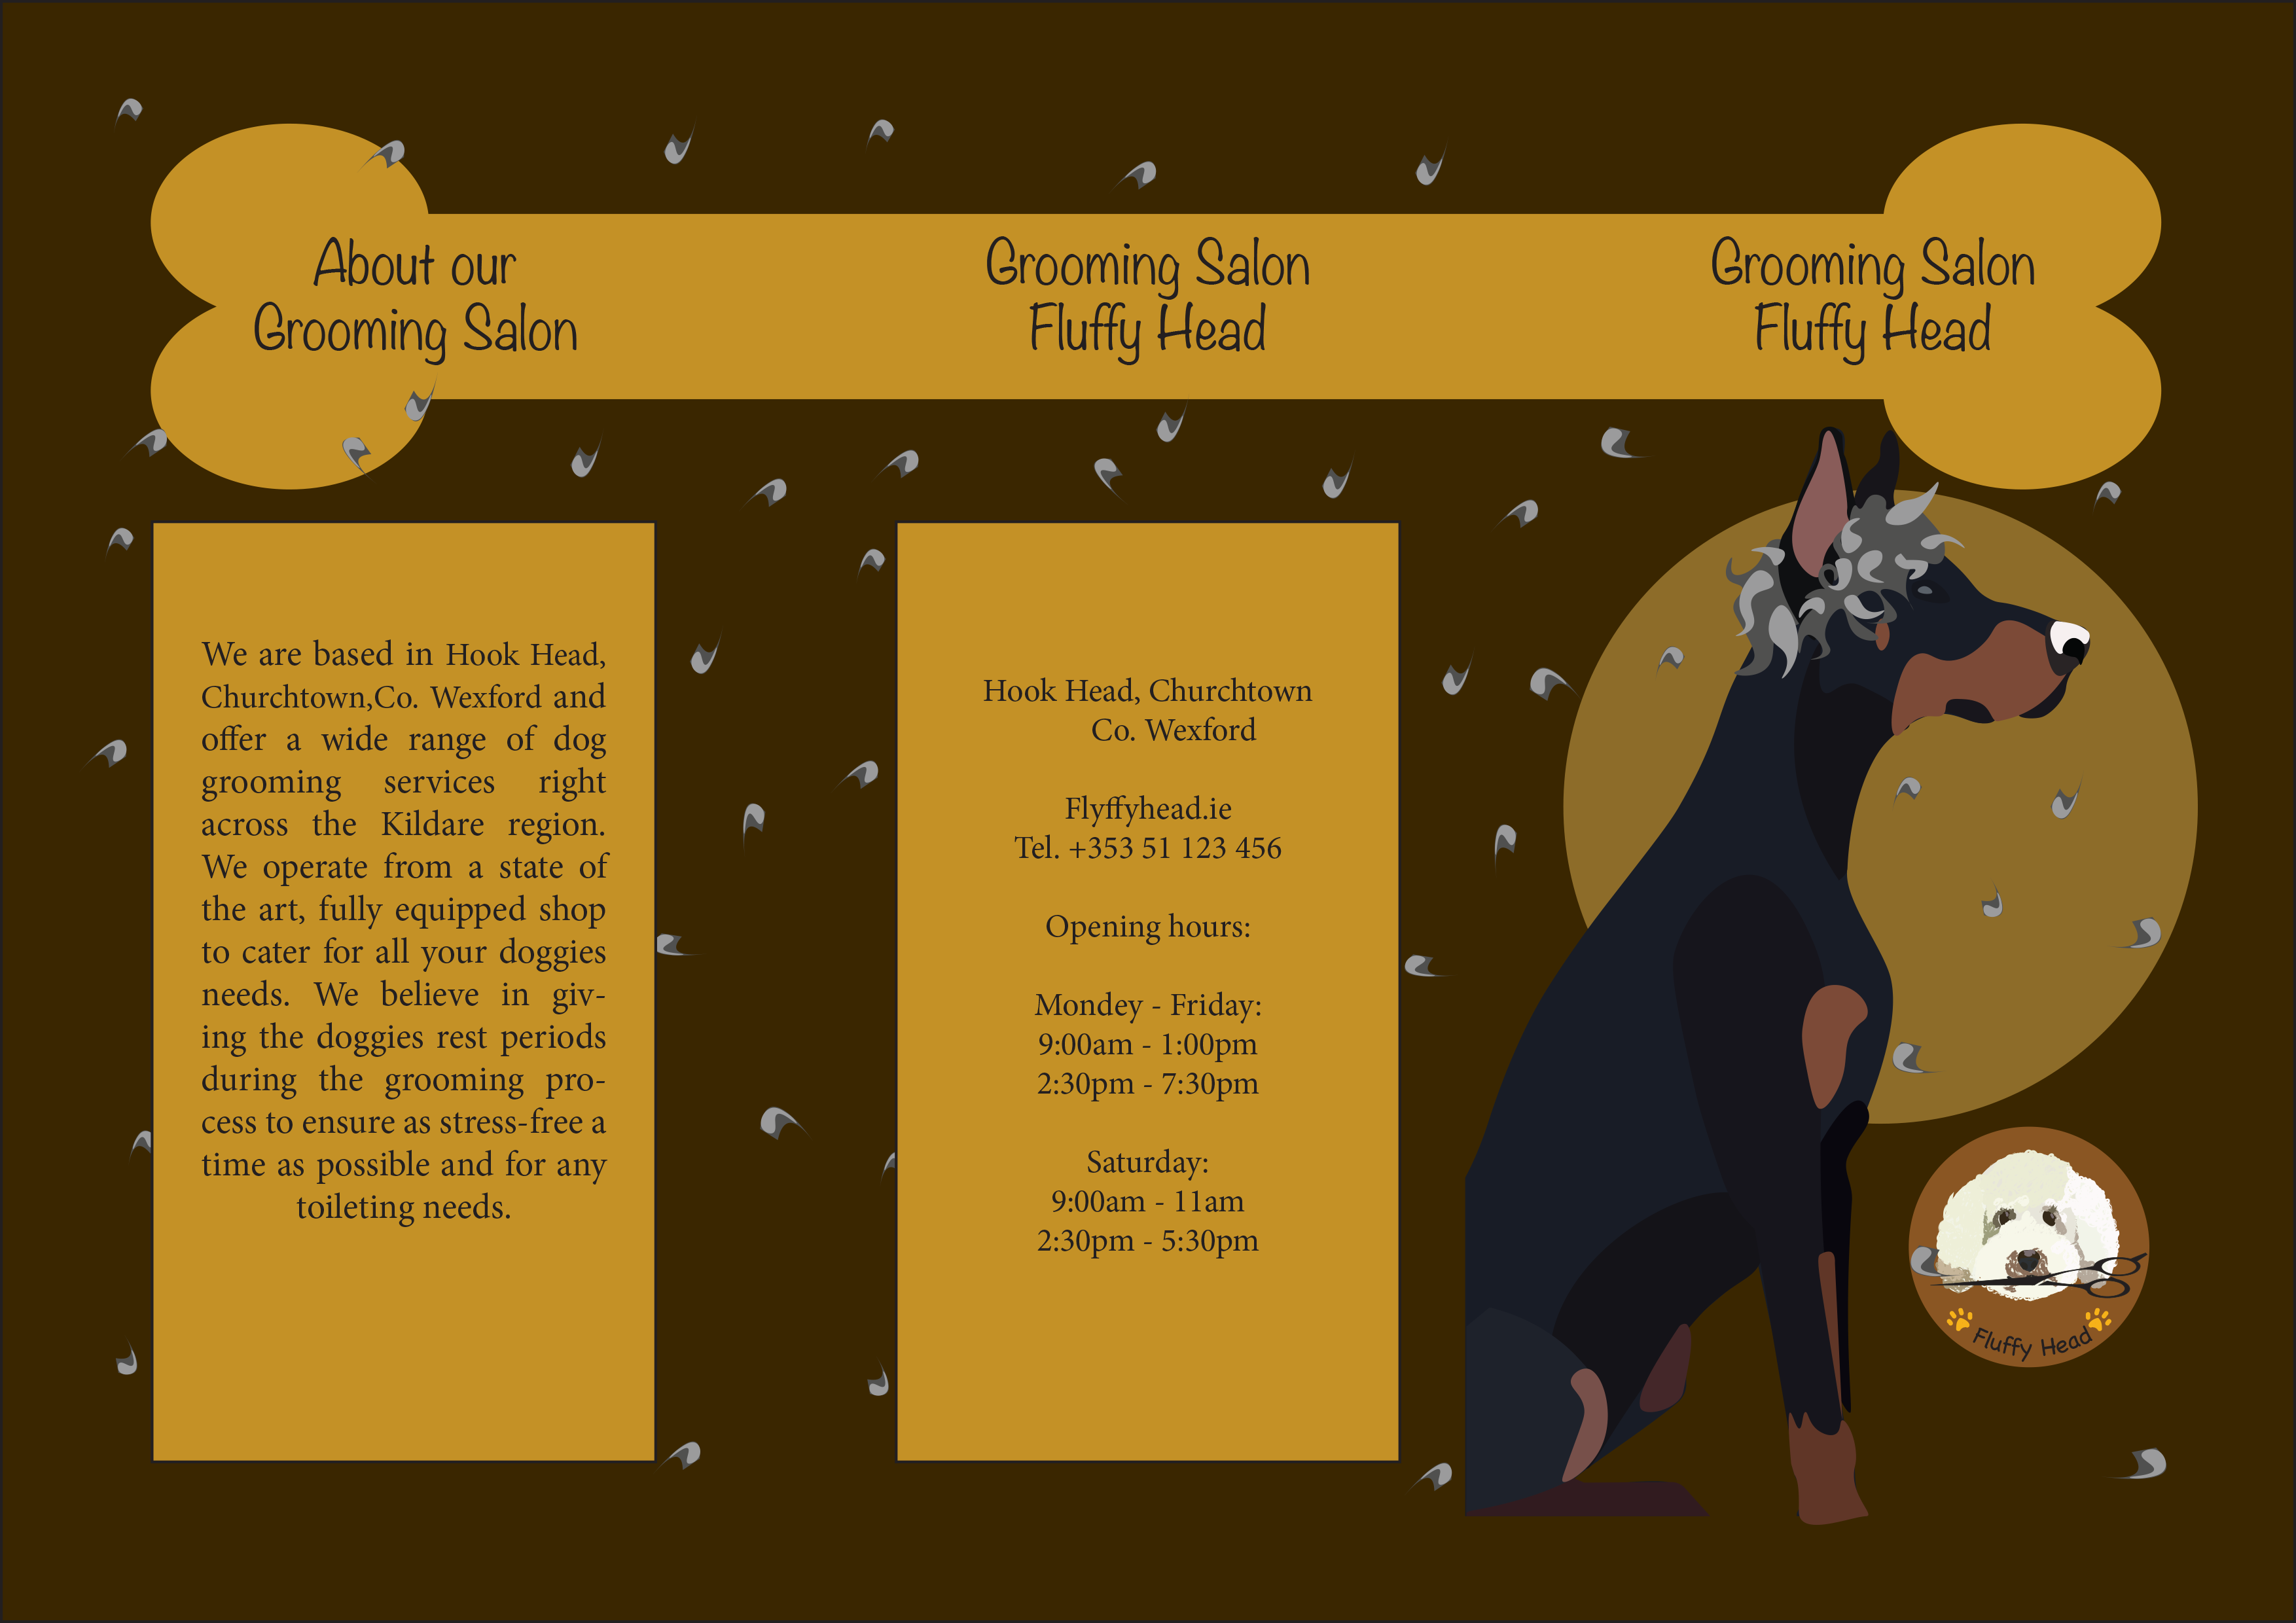 About our
Grooming Salon
We are based in Hook Head,
Churchtown,Co. Wexford and
offer a wide range of dog
grooming services right
across the Kildare region.
We operate from a state of
the art, fully equipped shop
to cater for all your doggies
needs. We believe in giv-
ing the doggies rest periods
during the grooming pro-
cess to ensure as stress-free a
time as possible and for any
toileting needs.
Grooming Salon
Fluffy Head
Hook Head, Churchtown
Co. Wexford
Flyffyhead.ie
Tel. +353 51 123 456
Opening hours:
Mondey - Friday:
9:00am - 1:00pm
2:30pm - 7:30pm
Saturday:
9:00am - 11am
2:30pm - 5:30pm
Grooming Salon
Fluffy Head
Fluffy Head